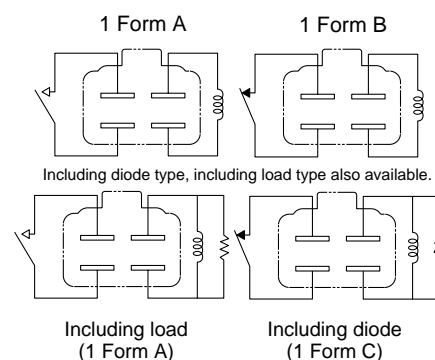 1 Form A
1 Form B
Including diode type, including load type also available.
Including load
(1 Form A)
Including diode
(1 Form C)